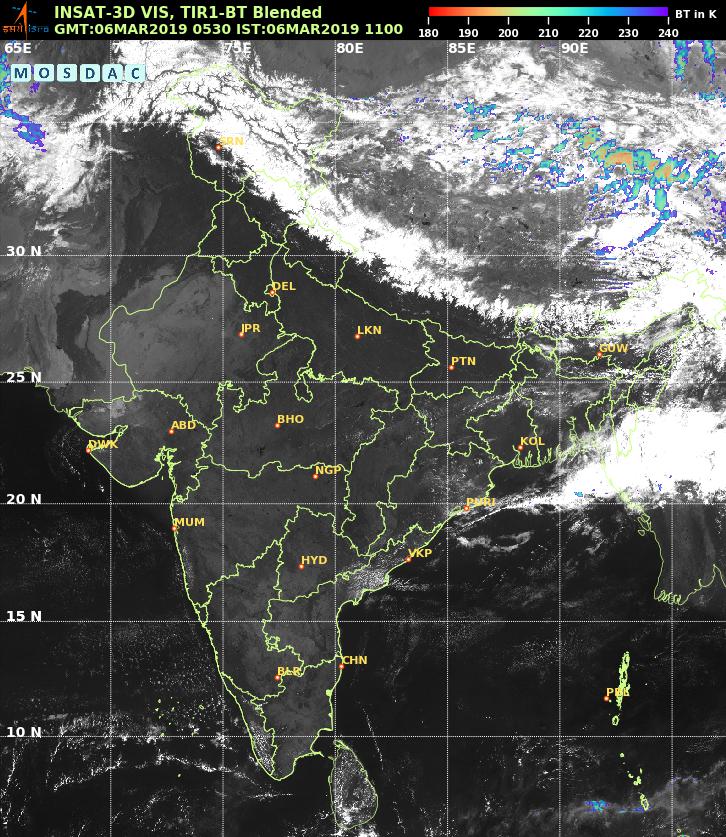 INSAT-3D VIS, TIR1-BT Blended
GMT:06MAR2019 0530 IST:06MAR2019 1100
BT in K
180 190 200 210 220 230 240
65E 75E 80E 85E 90E
M O S D A C
SRN
30 N
DEL
JPR
LKN
GUW
PTN
25 N
ABD
BHO
DWK
KOL
NGP
20 N
PURI
MUM
VKP
HYD
15 N
CHN
BLR
PBL
10 N